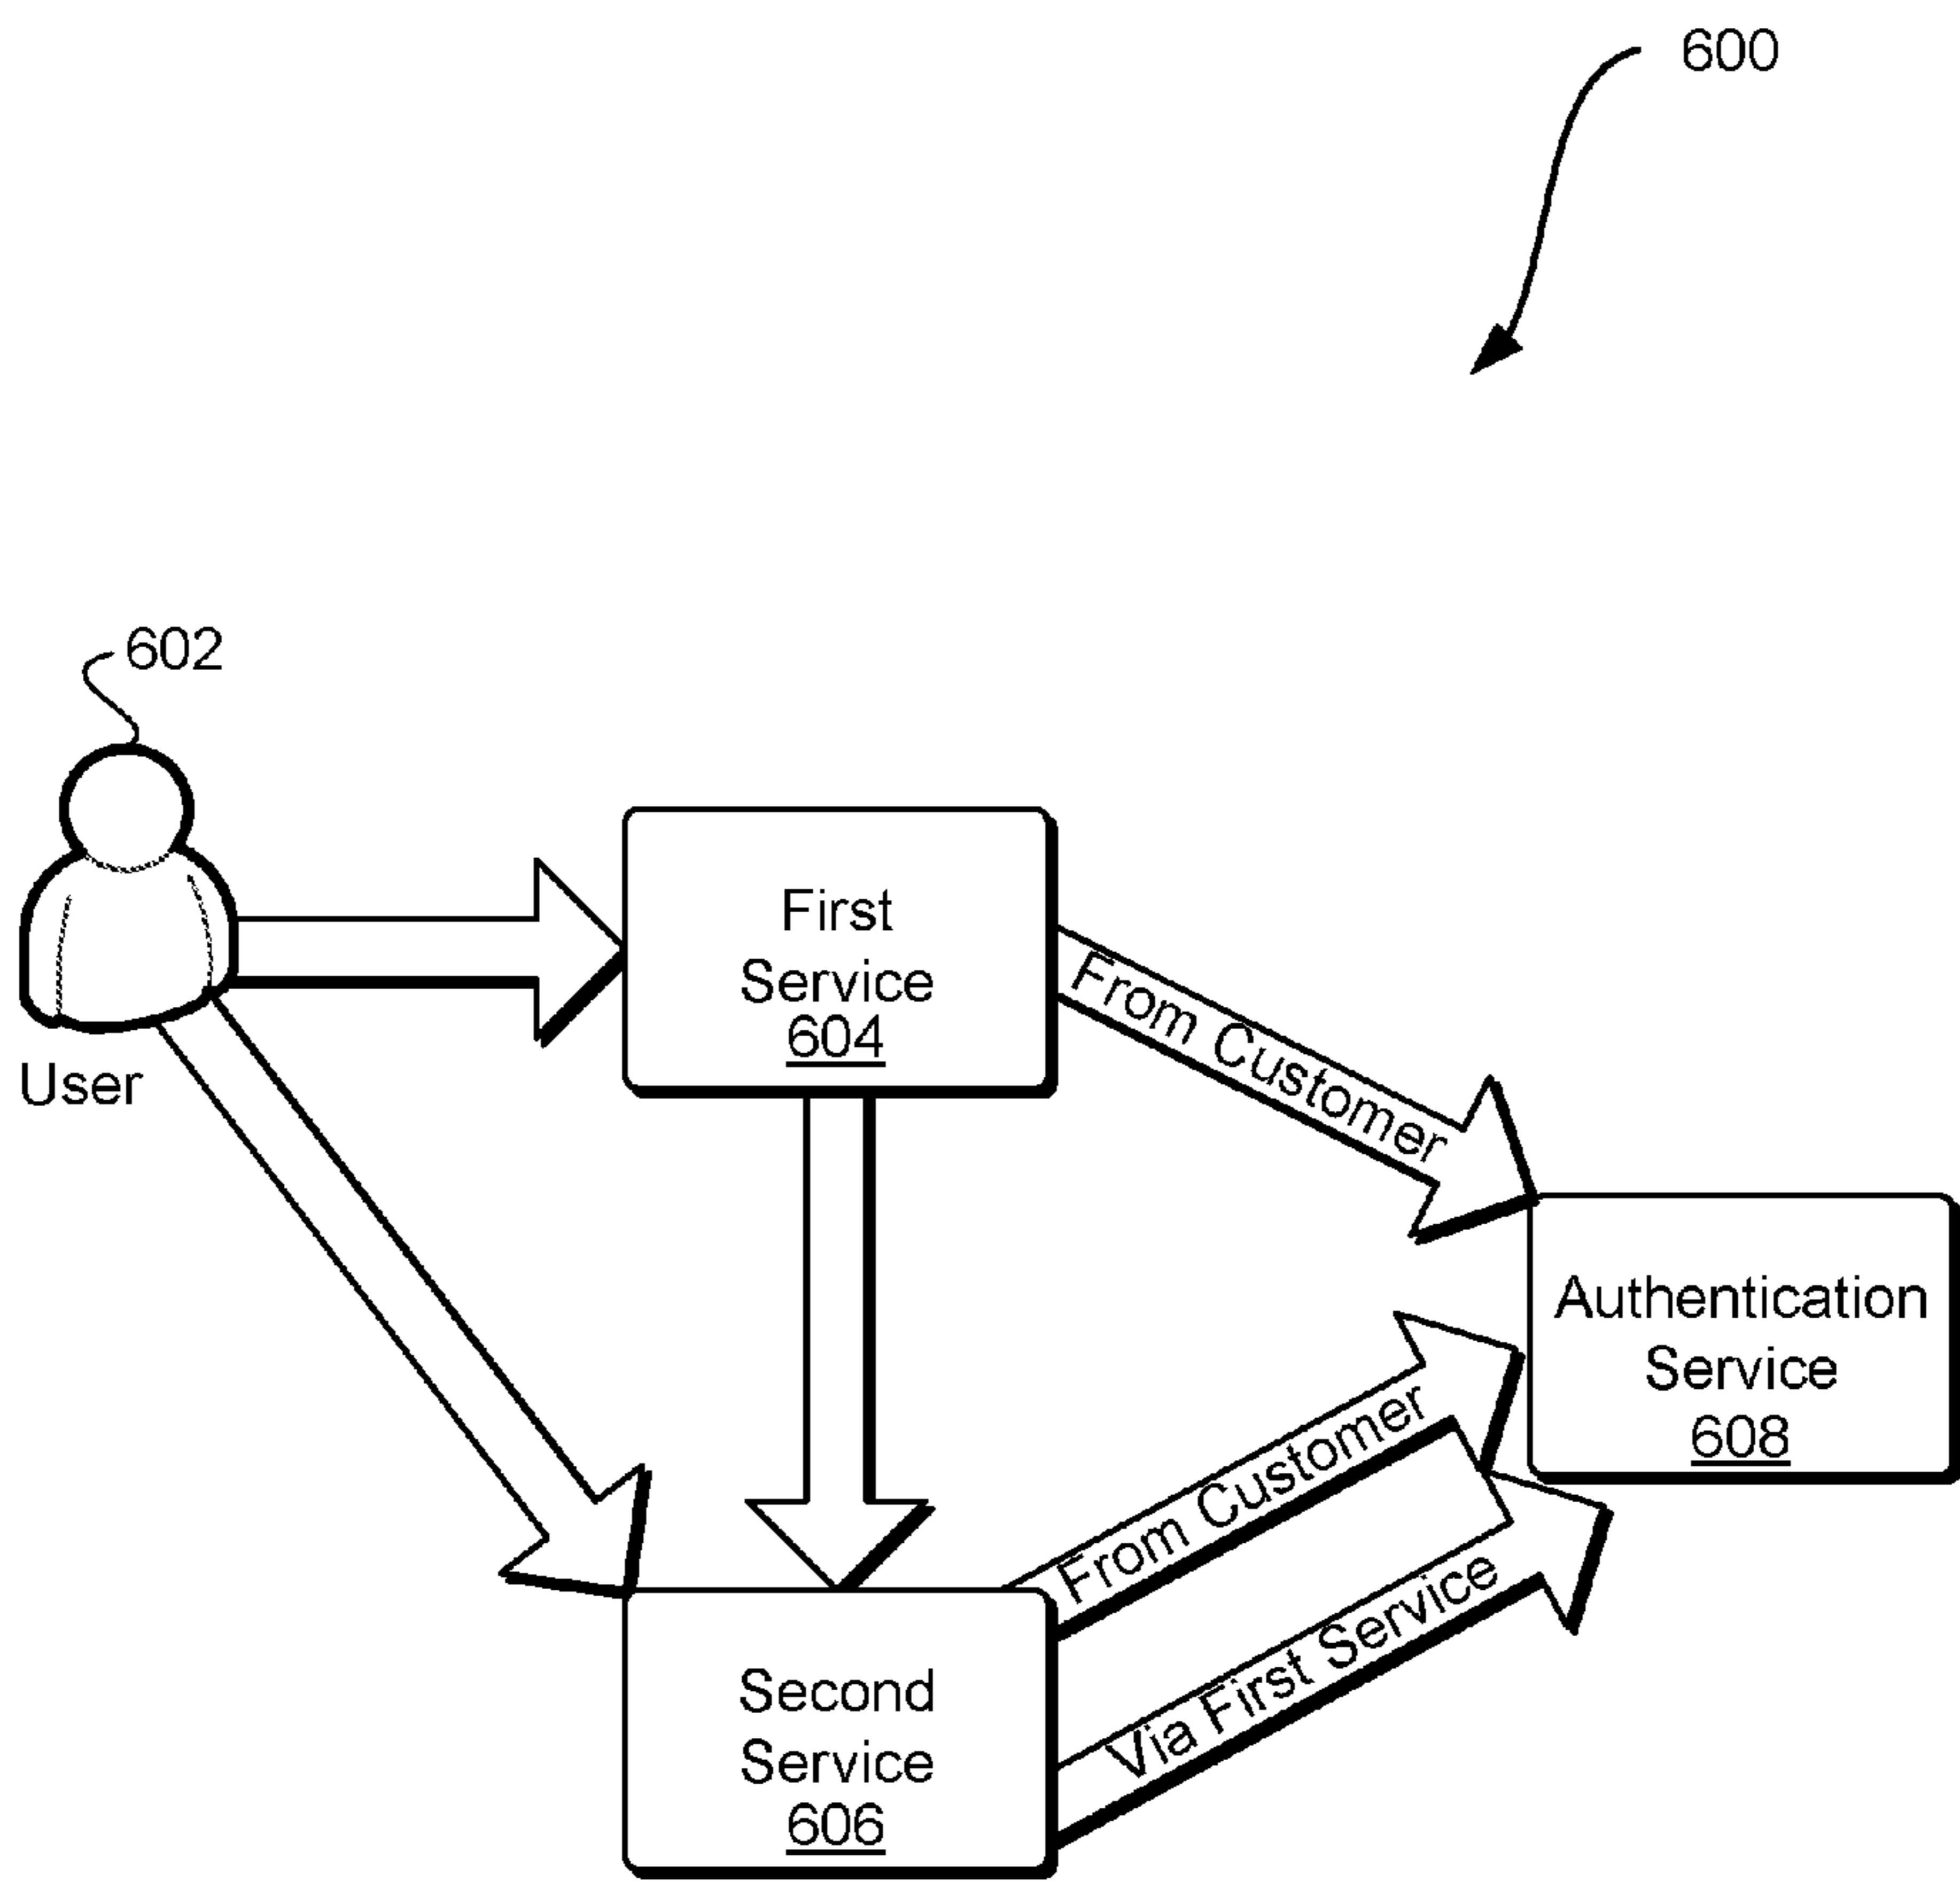 600
602
User
First
Service
604
From Customer
Authentication
Service
608
From Customer
Via First Service
Second
Service
606